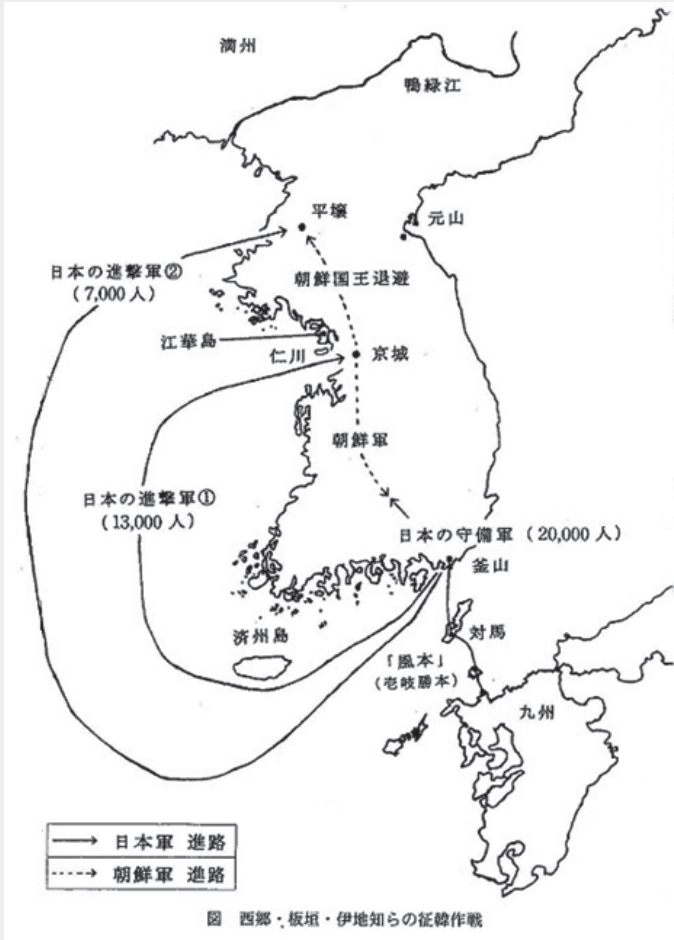 満州
鴨緑江
平壌
元山
日本の進撃軍②
(7,000人)
朝鮮国王退避
江華島
仁川
京城
朝鮮軍
日本の進撃軍①
(13,000人)
日本の守備軍 (20,000人)
釜山
済州島
対馬
「風本」
(壱岐勝本)
九州
日本軍 進路
朝鮮軍 進路
図 西郷・板垣・伊地知らの征韓作戦